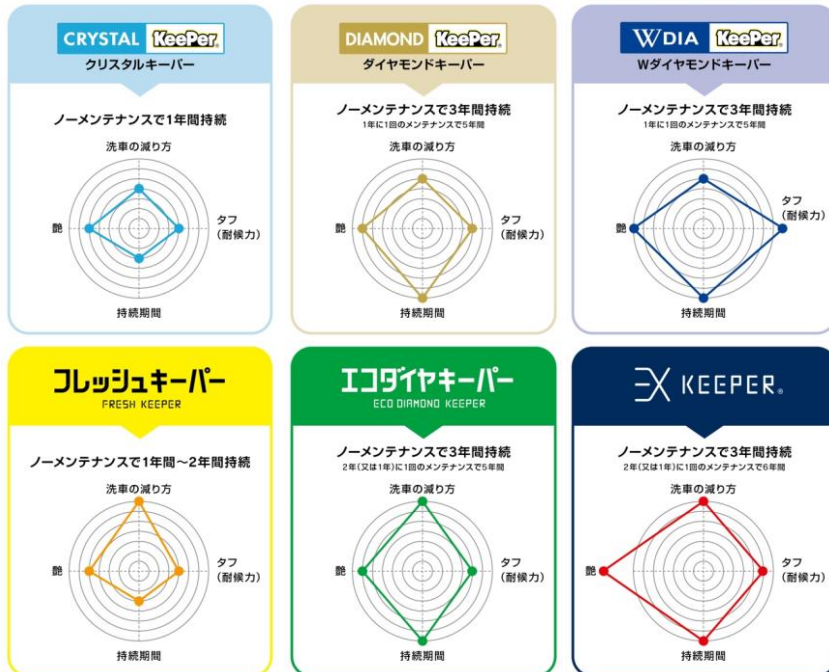 CRYSTAL KeePer®
クリスタルキーパー
ノーメンテナンスで1年間持続
洗車の減り方
艶
タフ
(耐候力)
持続期間
DIAMOND KeePer®
ダイヤモンドキーパー
ノーメンテナンスで3年間持続
1年に1回のメンテナンスで5年間
洗車の減り方
艶
タフ
(耐候力)
持続期間
WDIA KeePer®
Wダイヤモンドキーパー
ノーメンテナンスで3年間持続
1年に1回のメンテナンスで5年間
洗車の減り方
艶
タフ
(耐候力)
持続期間
フレッシュキーパー
FRESH KEEPER
ノーメンテナンスで1年間〜2年間持続
洗車の減り方
艶
タフ
(耐候力)
持続期間
エコダイヤキーパー
ECO DIAMOND KEEPER
ノーメンテナンスで3年間持続
2年(又は1年)に1回のメンテナンスで5年間
洗車の減り方
艶
タフ
(耐候力)
持続期間
EX KEEPER®
ノーメンテナンスで3年間持続
2年(又は1年)に1回のメンテナンスで6年間
洗車の減り方
艶
タフ
(耐候力)
持続期間